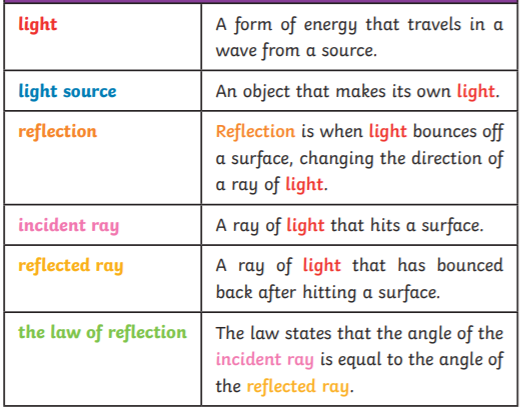 light
A form of energy that travels in a
wave from a source.
light source
An object that makes its own light.
reflection
Reflection is when light bounces off
a surface, changing the direction of
a ray of light.
incident ray
A ray of light that hits a surface.
reflected ray
A ray of light that has bounced
back after hitting a surface.
the law of reflection
The law states that the angle of the
incident ray is equal to the angle of
the reflected ray.